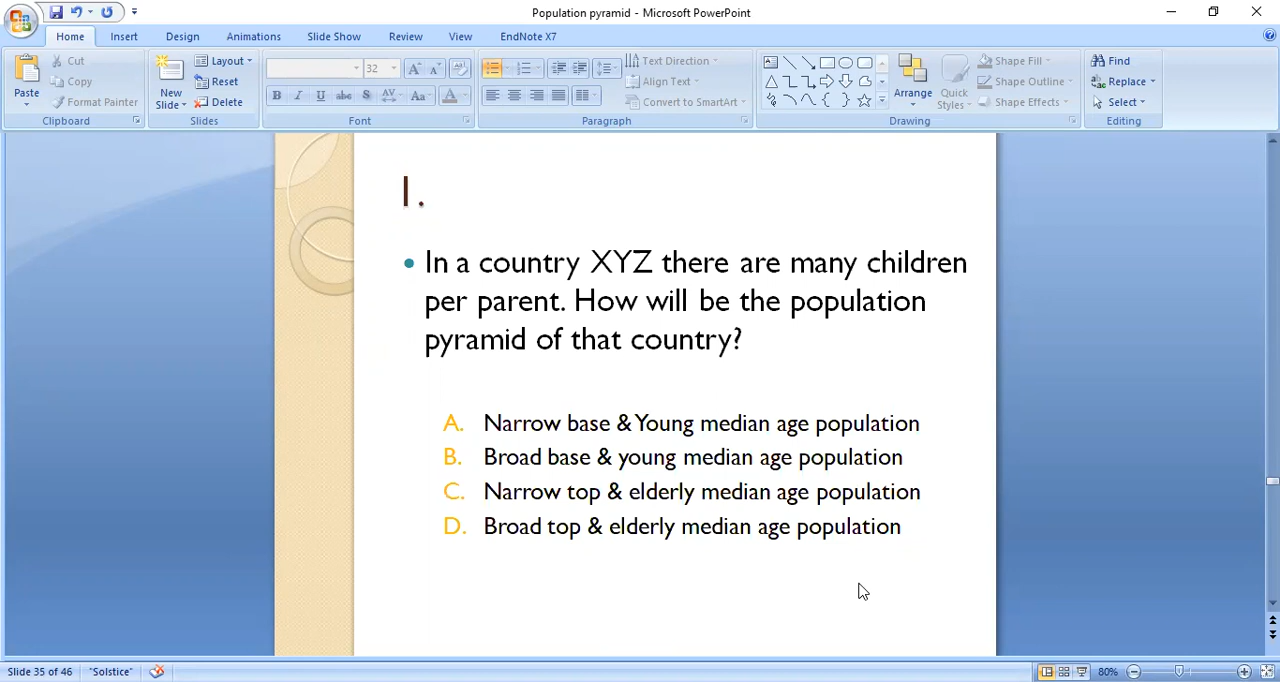 Population pyramid - Microsoft PowerPoint
Home Insert Design Animations Slide Show Review View EndNote X7
Paste
Cut
Copy
Format Painter
Clipboard
New Slide
Layout
Reset
Delete
Slides
32
B I U abc S AV Aa A
Font
Text Direction
Align Text
Convert to SmartArt
Paragraph
Arrange
Quick Styles
Shape Fill
Shape Outline
Shape Effects
Drawing
Find
Replace
Select
Editing
1.
• In a country XYZ there are many children
per parent. How will be the population
pyramid of that country?
A. Narrow base & Young median age population
B. Broad base & young median age population
C. Narrow top & elderly median age population
D. Broad top & elderly median age population
Slide 35 of 46 "Solstice" 80%